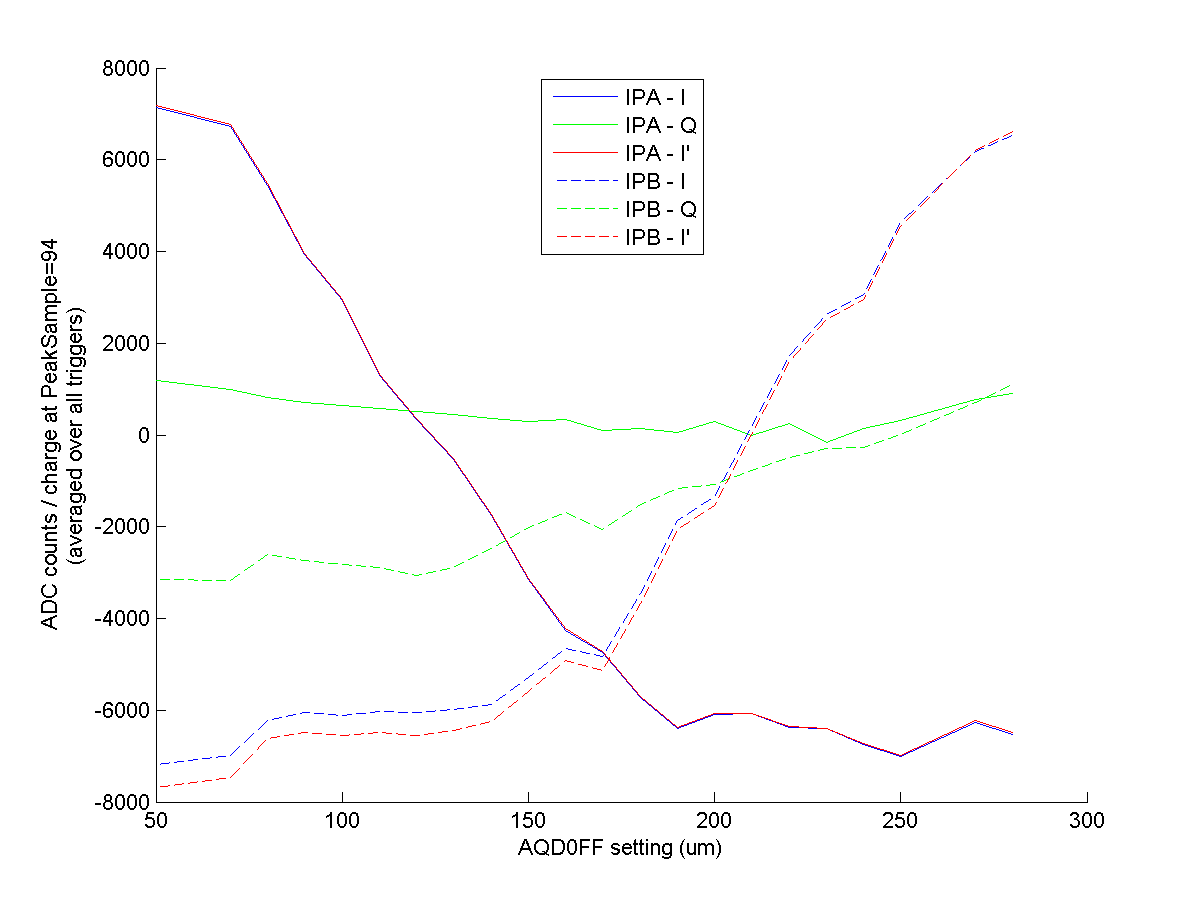 8000
6000
4000
2000
0
-2000
-4000
-6000
-8000
ADC counts / charge at PeakSample=94
(averaged over all triggers)
IPA - I
IPA - Q
IPA - I'
IPB - I
IPB - Q
IPB - I'
50
100
150
200
250
300
AQD0FF setting (um)